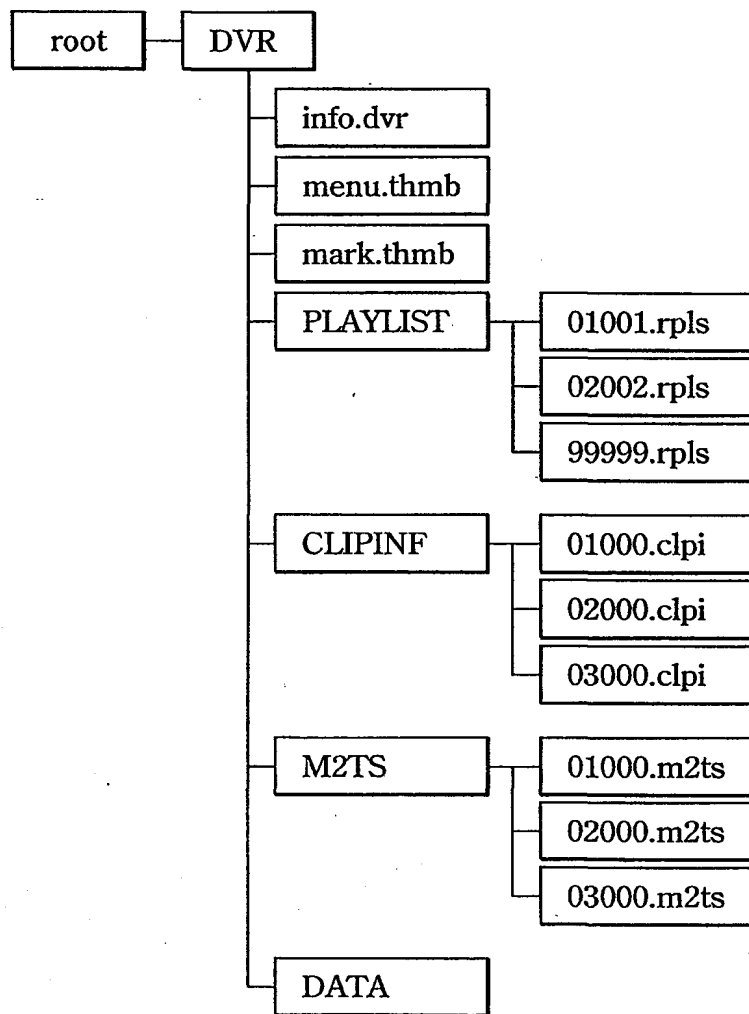 root DVR
info.dvr
menu.thmb
mark.thmb
PLAYLIST 01001.rpls
02002.rpls
99999.rpls
CLIPINF 01000.clpi
02000.clpi
03000.clpi
M2TS 01000.m2ts
02000.m2ts
03000.m2ts
DATA